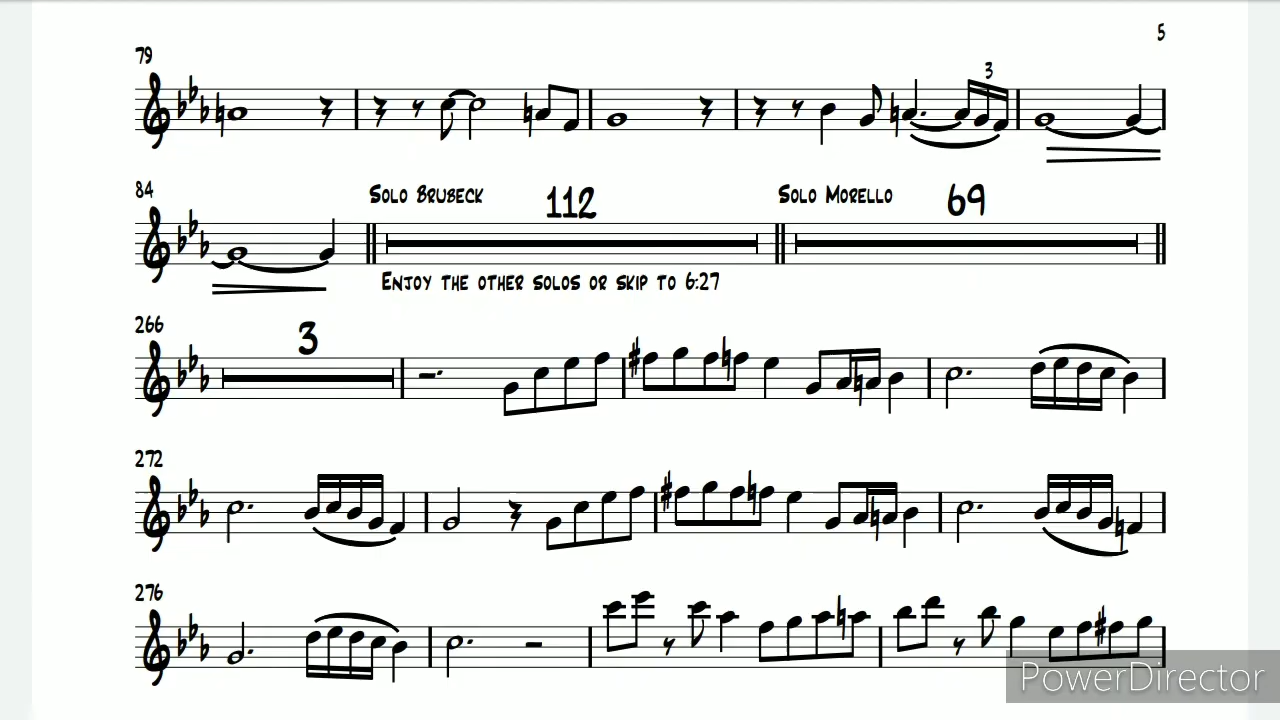 5
79
3
84
Solo Brubeck
112
Solo Morello
69
Enjoy the other solos or skip to 6:27
266
3
272
276
PowerDirector